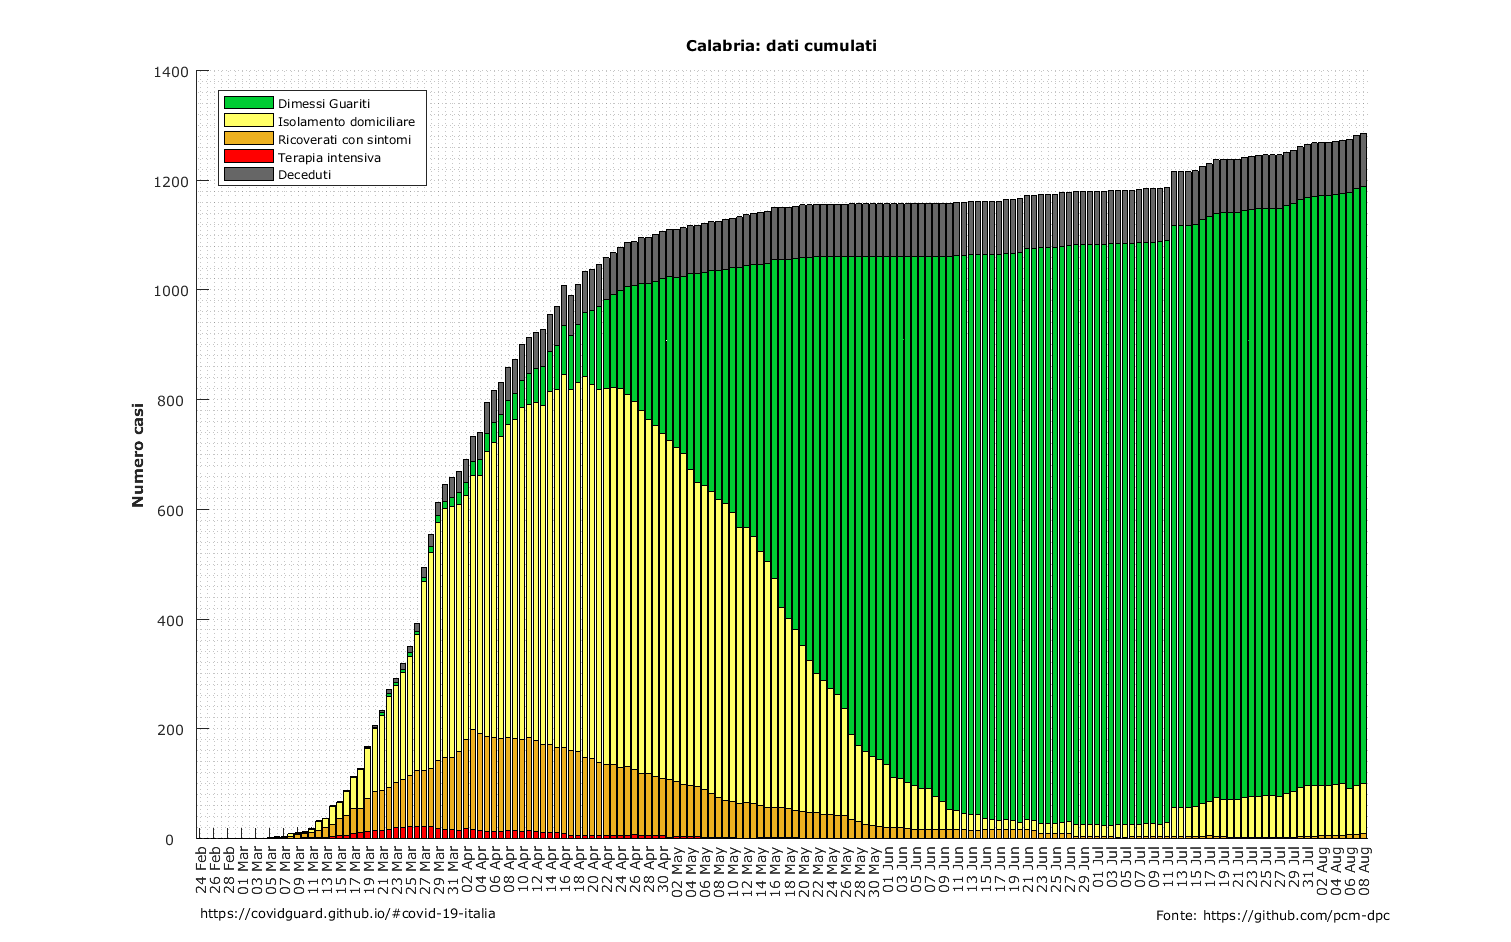 Calabria: dati cumulati
1400
1200
1000
800
600
400
200
0
Numero casi
Dimessi Guariti
Isolamento domiciliare
Ricoverati con sintomi
Terapia intensiva
Deceduti
24 Feb
26 Feb
28 Feb
01 Mar
03 Mar
05 Mar
07 Mar
09 Mar
11 Mar
13 Mar
15 Mar
17 Mar
19 Mar
21 Mar
23 Mar
25 Mar
27 Mar
29 Mar
31 Mar
02 Apr
04 Apr
06 Apr
08 Apr
10 Apr
12 Apr
14 Apr
16 Apr
18 Apr
20 Apr
22 Apr
24 Apr
26 Apr
28 Apr
30 Apr
02 May
04 May
06 May
08 May
10 May
12 May
14 May
16 May
18 May
20 May
22 May
24 May
26 May
28 May
30 May
01 Jun
03 Jun
05 Jun
07 Jun
09 Jun
11 Jun
13 Jun
15 Jun
17 Jun
19 Jun
21 Jun
23 Jun
25 Jun
27 Jun
29 Jun
01 Jul
03 Jul
05 Jul
07 Jul
09 Jul
11 Jul
13 Jul
15 Jul
17 Jul
19 Jul
21 Jul
23 Jul
25 Jul
27 Jul
29 Jul
31 Jul
02 Aug
04 Aug
06 Aug
08 Aug
https://covidguard.github.io/#covid-19-italia
Fonte: https://github.com/pcm-dpc